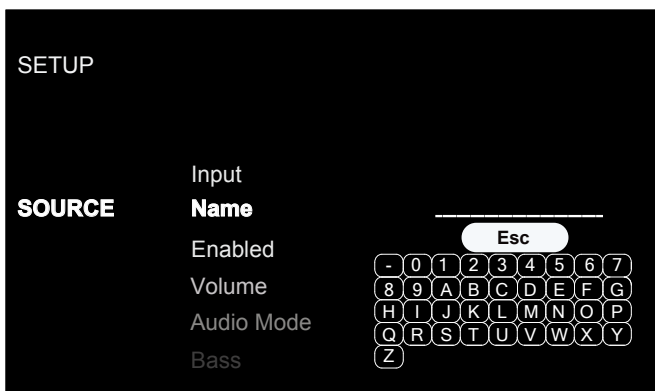 SETUP
Input
SOURCE Name ____________
Enabled Esc
- 0 1 2 3 4 5 6 7
Volume 8 9 A B C D E F G
Audio Mode H I J K L M N O P
Q R S T U V W X Y
Bass Z